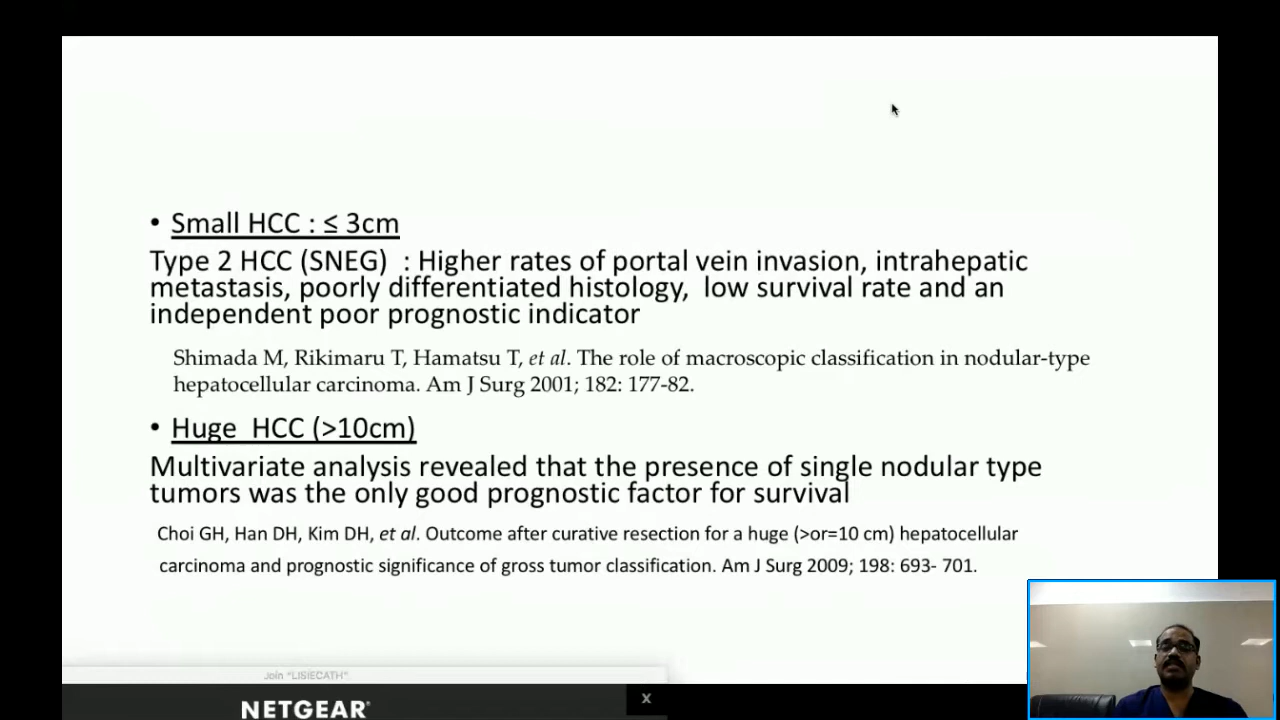 • Small HCC : ≤ 3cm
Type 2 HCC (SNEG) : Higher rates of portal vein invasion, intrahepatic
metastasis, poorly differentiated histology, low survival rate and an
independent poor prognostic indicator
Shimada M, Rikimaru T, Hamatsu T, et al. The role of macroscopic classification in nodular-type
hepatocellular carcinoma. Am J Surg 2001; 182: 177-82.
• Huge HCC (>10cm)
Multivariate analysis revealed that the presence of single nodular type
tumors was the only good prognostic factor for survival
Choi GH, Han DH, Kim DH, et al. Outcome after curative resection for a huge (>or=10 cm) hepatocellular
carcinoma and prognostic significance of gross tumor classification. Am J Surg 2009; 198: 693- 701.
Join "LISIECATH"
NETGEAR
X